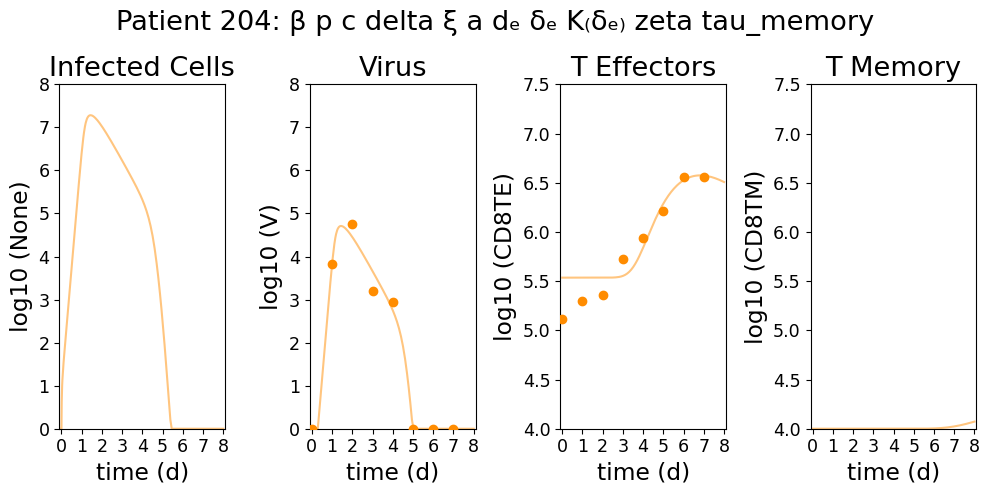 Patient 204: β p c delta ξ a dₑ δₑ K₍δₑ₎ zeta tau_memory
Infected Cells Virus T Effectors T Memory
log10 (None)
8
7
6
5
4
3
2
1
0
0 1 2 3 4 5 6 7 8
time (d)
log10 (V)
8
7
6
5
4
3
2
1
0
0 1 2 3 4 5 6 7 8
time (d)
log10 (CD8TE)
7.5
7.0
6.5
6.0
5.5
5.0
4.5
4.0
0 1 2 3 4 5 6 7 8
time (d)
log10 (CD8TM)
7.5
7.0
6.5
6.0
5.5
5.0
4.5
4.0
0 1 2 3 4 5 6 7 8
time (d)